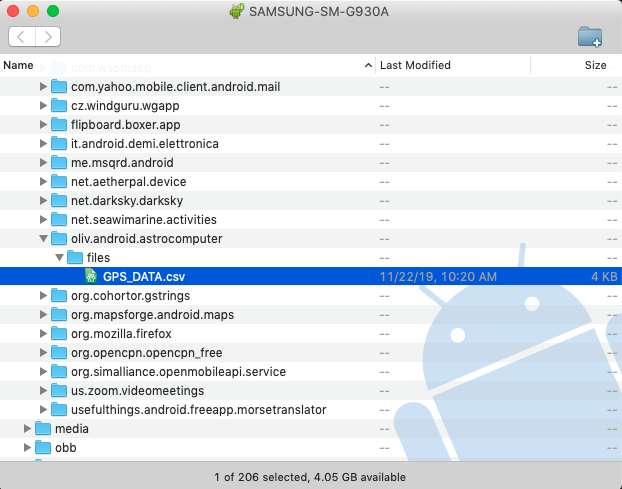 SAMSUNG-SM-G930A
Name Last Modified Size
com.wsdmacp
com.yahoo.mobile.client.android.mail -- --
cz.windguru.wgapp -- --
flipboard.boxer.app -- --
it.android.demi.elettronica -- --
me.msqrd.android -- --
net.aetherpal.device -- --
net.darksky.darksky -- --
net.seawimarine.activities -- --
oliv.android.astrocomputer -- --
files -- --
GPS_DATA.csv 11/22/19, 10:20 AM 4 KB
org.cohortor.gstrings -- --
org.mapsforge.android.maps -- --
org.mozilla.firefox -- --
org.opencpn.opencpn_free -- --
org.simalliance.openmobileapi.service -- --
us.zoom.videomeetings -- --
usefulthings.android.freeapp.morsetranslator -- --
media -- --
obb -- --
1 of 206 selected, 4.05 GB available